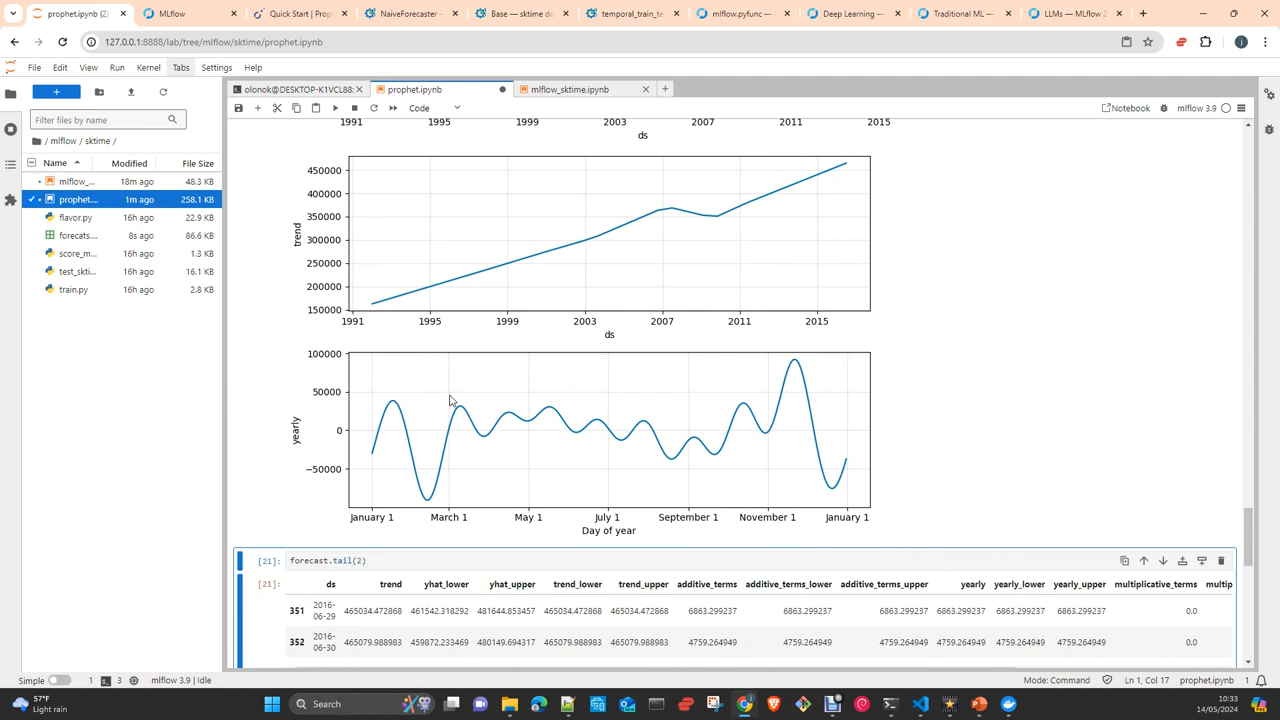 prophet.ipynb (2)
MLflow
Quick Start | Prop
NaiveForecaster —
Base — sktime do
temporal_train_te
mlflow.pyfunc —
Deep Learning —
Traditional ML —
LLMs — MLflow 2
127.0.0.1:8888/lab/tree/mlflow/sktime/prophet.ipynb
File Edit View Run Kernel Tabs Settings Help
olonok@DESKTOP-K1VCL88:
prophet.ipynb
mlflow_sktime.ipynb
Code
Notebook
mlflow 3.9
Filter files by name
/ mlflow / sktime /
Name Modified File Size
mlflow_... 18m ago 48.3 KB
prophet.... 1m ago 258.1 KB
flavor.py 16h ago 22.9 KB
forecats.... 8s ago 86.6 KB
score_m... 16h ago 1.3 KB
test_skti... 16h ago 16.1 KB
train.py 16h ago 2.8 KB
1991 1995 1999 2003 2007 2011 2015
ds
450000
400000
350000
300000
250000
200000
150000
trend
1991 1995 1999 2003 2007 2011 2015
ds
100000
50000
0
−50000
yearly
January 1 March 1 May 1 July 1 September 1 November 1 January 1
Day of year
[21]: forecast.tail(2)
[21]: ds trend yhat_lower yhat_upper trend_lower trend_upper additive_terms additive_terms_lower additive_terms_upper yearly yearly_lower yearly_upper multiplicative_terms multip
351 2016-06-29 465034.472868 461542.318292 481644.853457 465034.472868 465034.472868 6863.299237 6863.299237 6863.299237 6863.299237 6863.299237 6863.299237 0.0
352 2016-06-30 465079.988983 459872.233469 480149.694317 465079.988983 465079.988983 4759.264949 4759.264949 4759.264949 4759.264949 4759.264949 4759.264949 0.0
Simple 1 3 mlflow 3.9 | Idle
Mode: Command Ln 1, Col 17 prophet.ipynb 1
57°F
Light rain
Search
10:33
14/05/2024